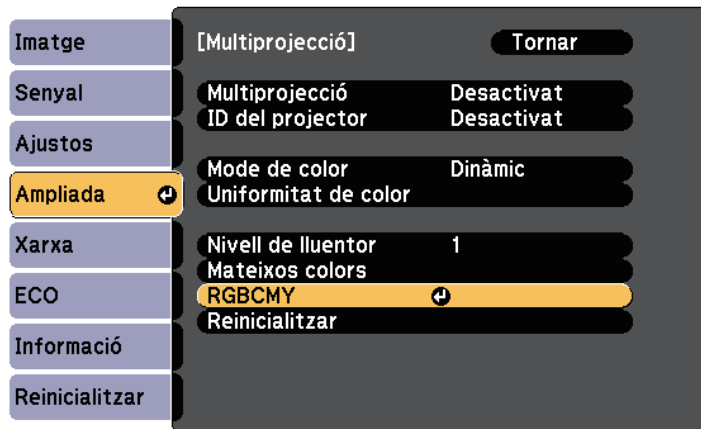 Imatge
Senyal
Ajustos
Ampliada
Xarxa
ECO
Informació
Reinicialitzar
[Multiprojecció] Tornar
Multiprojecció Desactivat
ID del projector Desactivat
Mode de color Dinàmic
Uniformitat de color
Nivell de lluentor 1
Mateixos colors
RGBCMY
Reinicialitzar